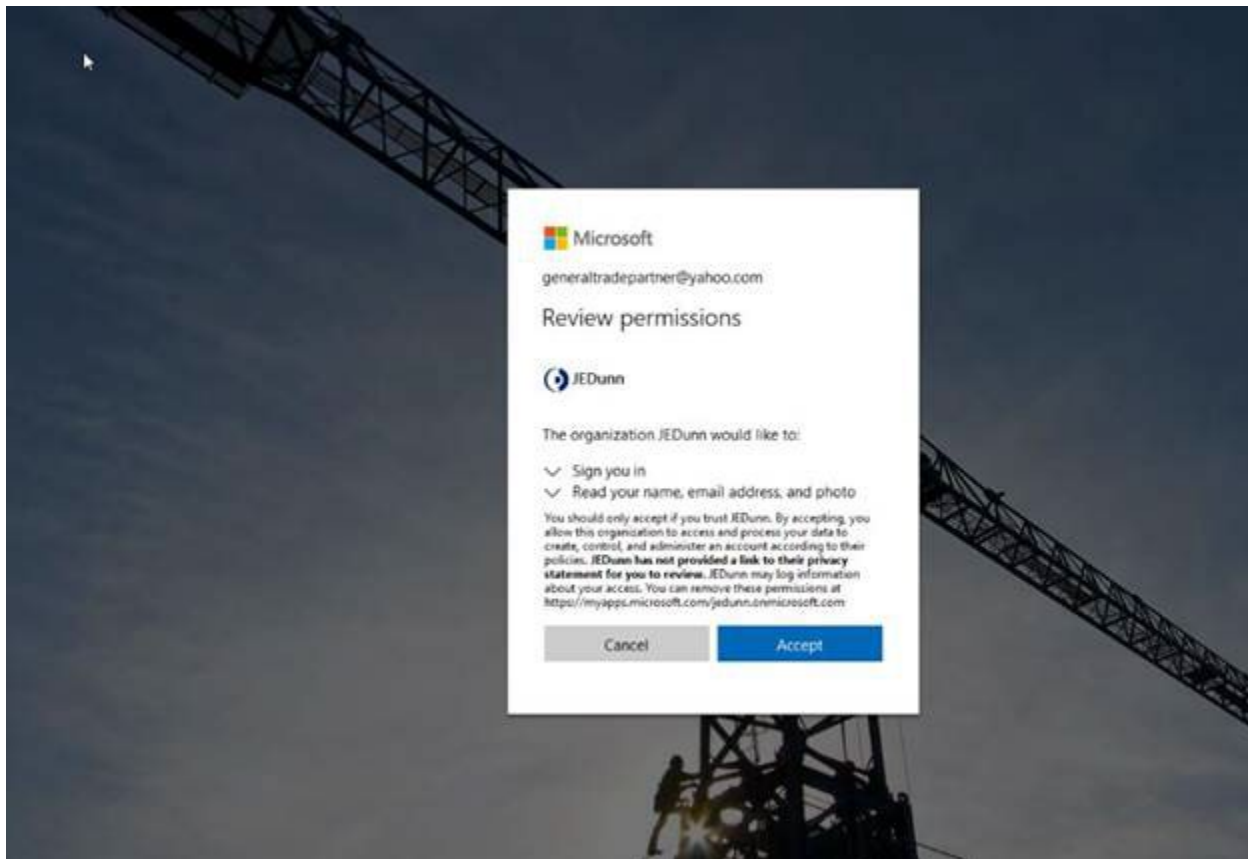 Microsoft
generaltradepartner@yahoo.com
Review permissions
JEDunn
The organization JEDunn would like to:
Sign you in
Read your name, email address, and photo
You should only accept if you trust JEDunn. By accepting, you
allow this organization to access and process your data to
create, control, and administer an account according to their
policies. JEDunn has not provided a link to their privacy
statement for you to review. JEDunn may log information
about your access. You can remove these permissions at
https://myapps.microsoft.com/jedunn.onmicrosoft.com
Cancel Accept